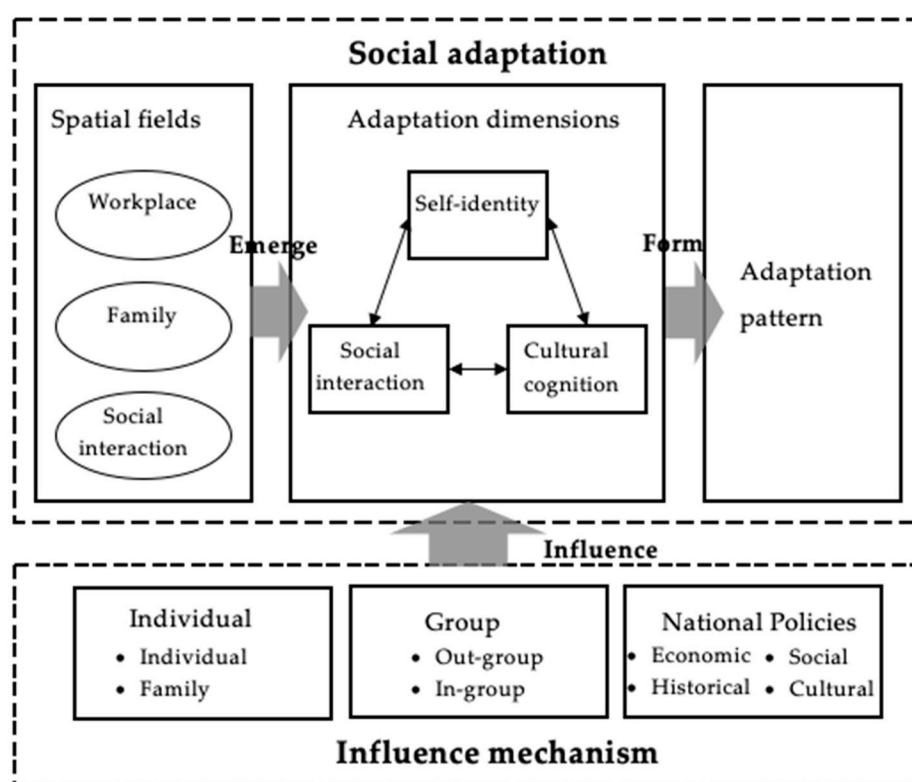 Social adaptation
Spatial fields
Workplace
Family
Social
interaction
Emerge
Adaptation dimensions
Self-identity
Social
interaction
Cultural
cognition
Form
Adaptation
pattern
Influence
Individual
• Individual
• Family
Group
• Out-group
• In-group
National Policies
• Economic • Social
• Historical • Cultural
Influence mechanism